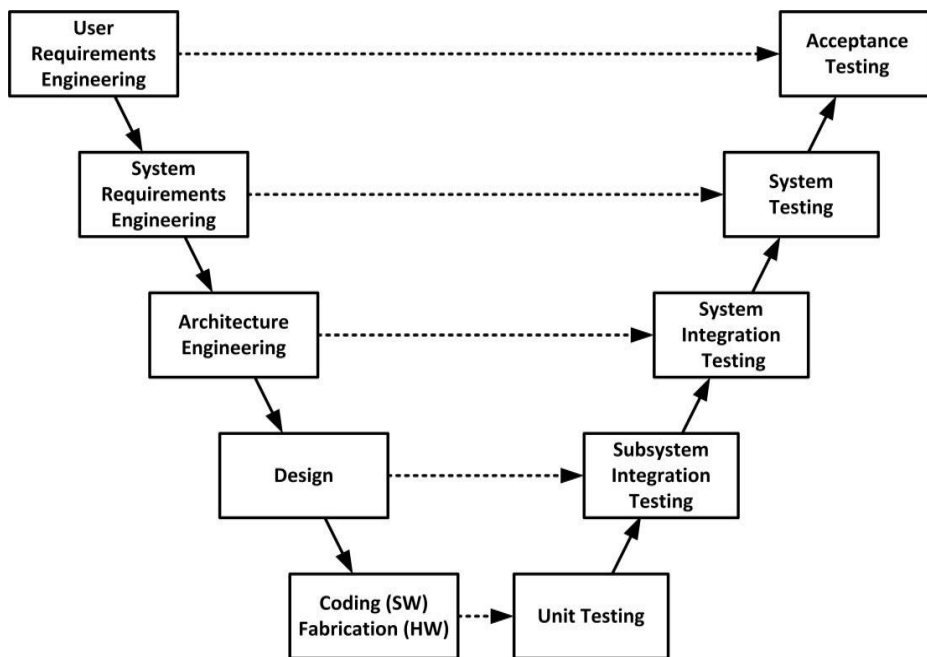 User
Requirements
Engineering
Acceptance
Testing
System
Requirements
Engineering
System
Testing
Architecture
Engineering
System
Integration
Testing
Design
Subsystem
Integration
Testing
Coding (SW)
Fabrication (HW)
Unit Testing